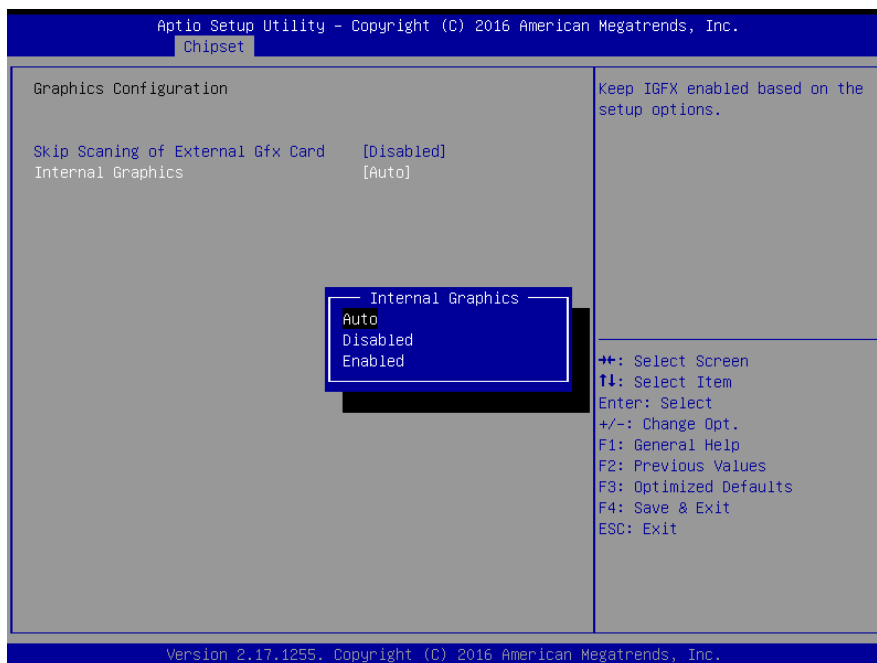 Aptio Setup Utility – Copyright (C) 2016 American Megatrends, Inc.
Chipset
Graphics Configuration
Skip Scaning of External Gfx Card [Disabled]
Internal Graphics [Auto]
Keep IGFX enabled based on the
setup options.
Internal Graphics
Auto
Disabled
Enabled
→←: Select Screen
↑↓: Select Item
Enter: Select
+/-: Change Opt.
F1: General Help
F2: Previous Values
F3: Optimized Defaults
F4: Save & Exit
ESC: Exit
Version 2.17.1255. Copyright (C) 2016 American Megatrends, Inc.